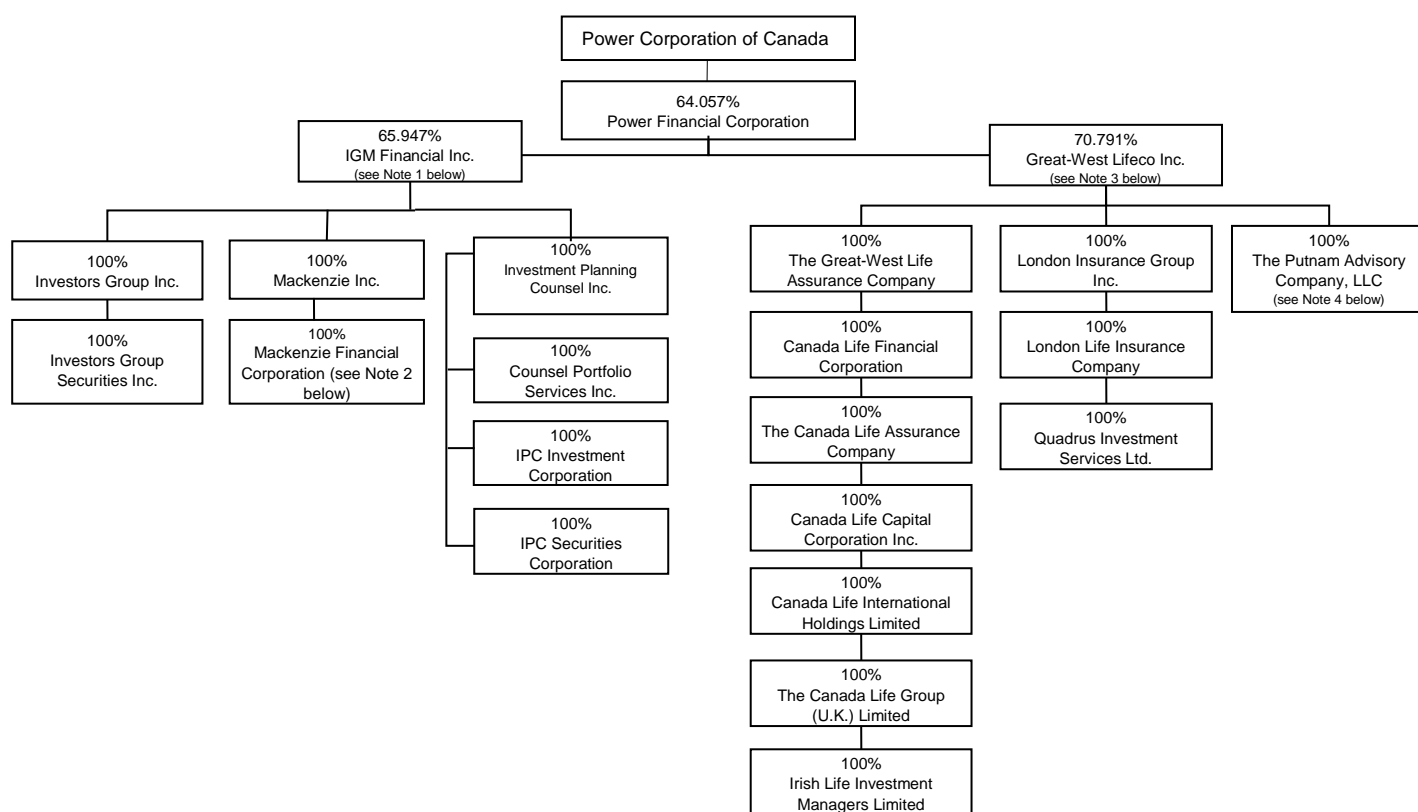 Power Corporation of Canada
64.057%
Power Financial Corporation
65.947%
IGM Financial Inc.
(see Note 1 below)
70.791%
Great-West Lifeco Inc.
(see Note 3 below)
100%
Investors Group Inc.
100%
Mackenzie Inc.
100%
Investment Planning
Counsel Inc.
100%
The Great-West Life
Assurance Company
100%
London Insurance Group
Inc.
100%
The Putnam Advisory
Company, LLC
(see Note 4 below)
100%
Investors Group
Securities Inc.
100%
Mackenzie Financial
Corporation (see Note 2
below)
100%
Counsel Portfolio
Services Inc.
100%
Canada Life Financial
Corporation
100%
London Life Insurance
Company
100%
IPC Investment
Corporation
100%
The Canada Life Assurance
Company
100%
Quadrus Investment
Services Ltd.
100%
IPC Securities
Corporation
100%
Canada Life Capital
Corporation Inc.
100%
Canada Life International
Holdings Limited
100%
The Canada Life Group
(U.K.) Limited
100%
Irish Life Investment
Managers Limited